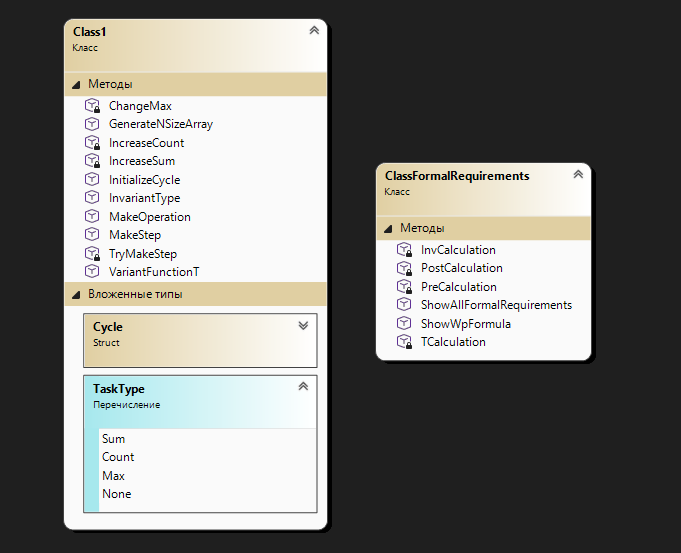 Class1
Класс
Методы
ChangeMax
GenerateNSizeArray
IncreaseCount
IncreaseSum
InitializeCycle
InvariantType
MakeOperation
MakeStep
TryMakeStep
VariantFunctionT
Вложенные типы
Cycle
Struct
TaskType
Перечисление
Sum
Count
Max
None
ClassFormalRequirements
Класс
Методы
InvCalculation
PostCalculation
PreCalculation
ShowAllFormalRequirements
ShowWpFormula
TCalculation